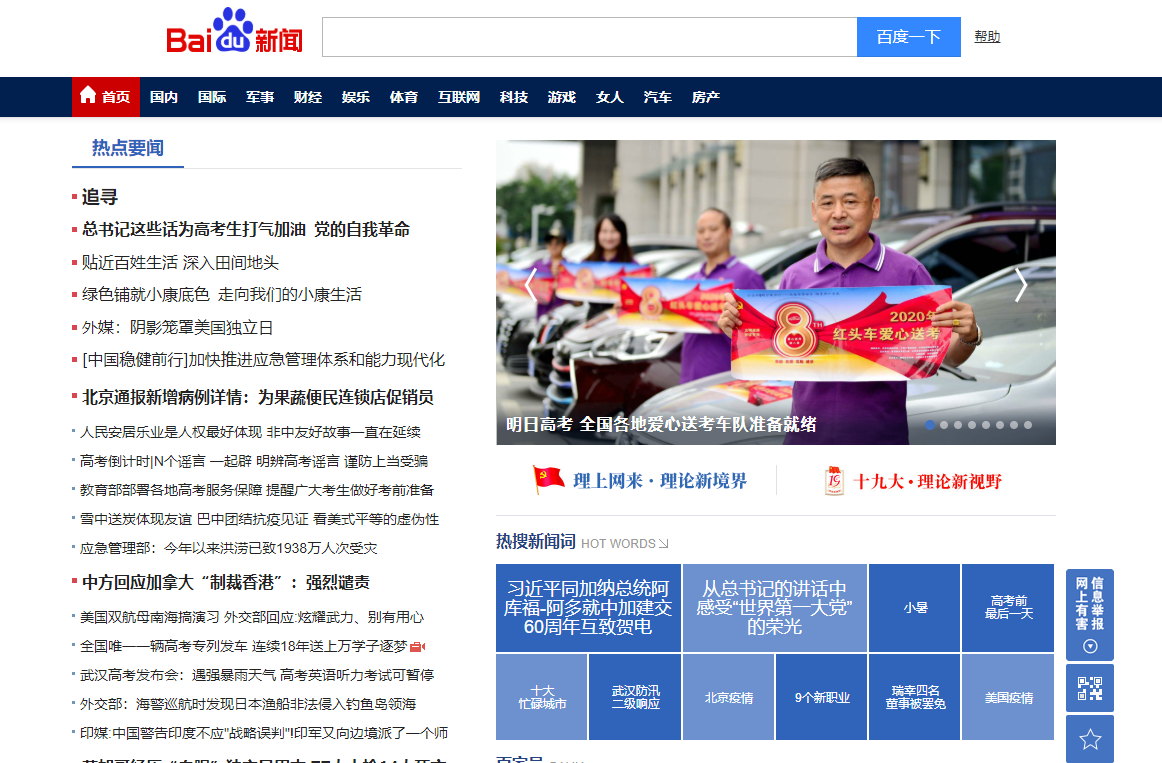 Bai du 新闻
百度一下
帮助
首页 国内 国际 军事 财经 娱乐 体育 互联网 科技 游戏 女人 汽车 房产
热点要闻
追寻
总书记这些话为高考生打气加油 党的自我革命
贴近百姓生活 深入田间地头
绿色铺就小康底色 走向我们的小康生活
外媒：阴影笼罩美国独立日
[中国稳健前行]加快推进应急管理体系和能力现代化
北京通报新增病例详情：为果蔬便民连锁店促销员
人民安居乐业是人权最好体现 非中友好故事一直在延续
高考倒计时|N个谣言 一起辟 明辨高考谣言 谨防上当受骗
教育部部署各地高考服务保障 提醒广大考生做好考前准备
雪中送炭体现友谊 巴中团结抗疫见证 看美式平等的虚伪性
应急管理部：今年以来洪涝已致1938万人次受灾
中方回应加拿大“制裁香港”：强烈谴责
美国双航母南海搞演习 外交部回应:炫耀武力、别有用心
全国唯一一辆高考专列发车 连续18年送上万学子逐梦
武汉高考发布会：遇强暴雨天气 高考英语听力考试可暂停
外交部：海警巡航时发现日本渔船非法侵入钓鱼岛领海
印媒:中国警告印度不应"战略误判"!印军又向边境派了一个师
8TH
2020年
红头车爱心送考
明日高考 全国各地爱心送考车队准备就绪
理上网来·理论新境界
19
十九大·理论新视野
热搜新闻词 HOT WORDS
习近平同加纳总统阿
库福-阿多就中加建交
60周年互致贺电
从总书记的讲话中
感受“世界第一大党”
的荣光
小暑
高考前
最后一天
十大
忙碌城市
武汉防汛
二级响应
北京疫情
9个新职业
瑞幸四名
董事被罢免
美国疫情
网上有害
信息举报